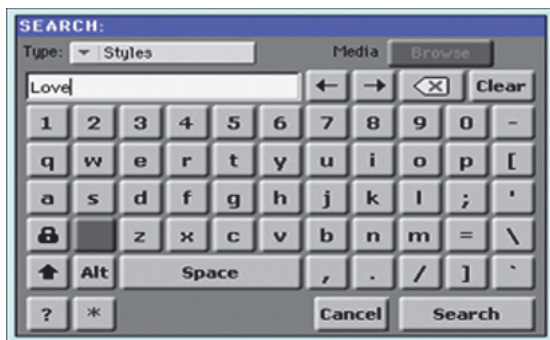 SEARCH:
Type: Styles Media Browse
Love ← → Clear
1 2 3 4 5 6 7 8 9 0 -
q w e r t y u i o p [
a s d f g h j k l ; '
z x c v b n m = \
Alt Space , . / ] `
? * Cancel Search